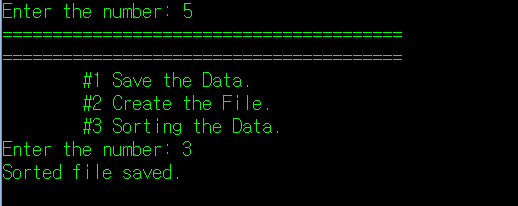 Enter the number: 5
========================================
========================================
#1 Save the Data.
#2 Create the File.
#3 Sorting the Data.
Enter the number: 3
Sorted file saved.